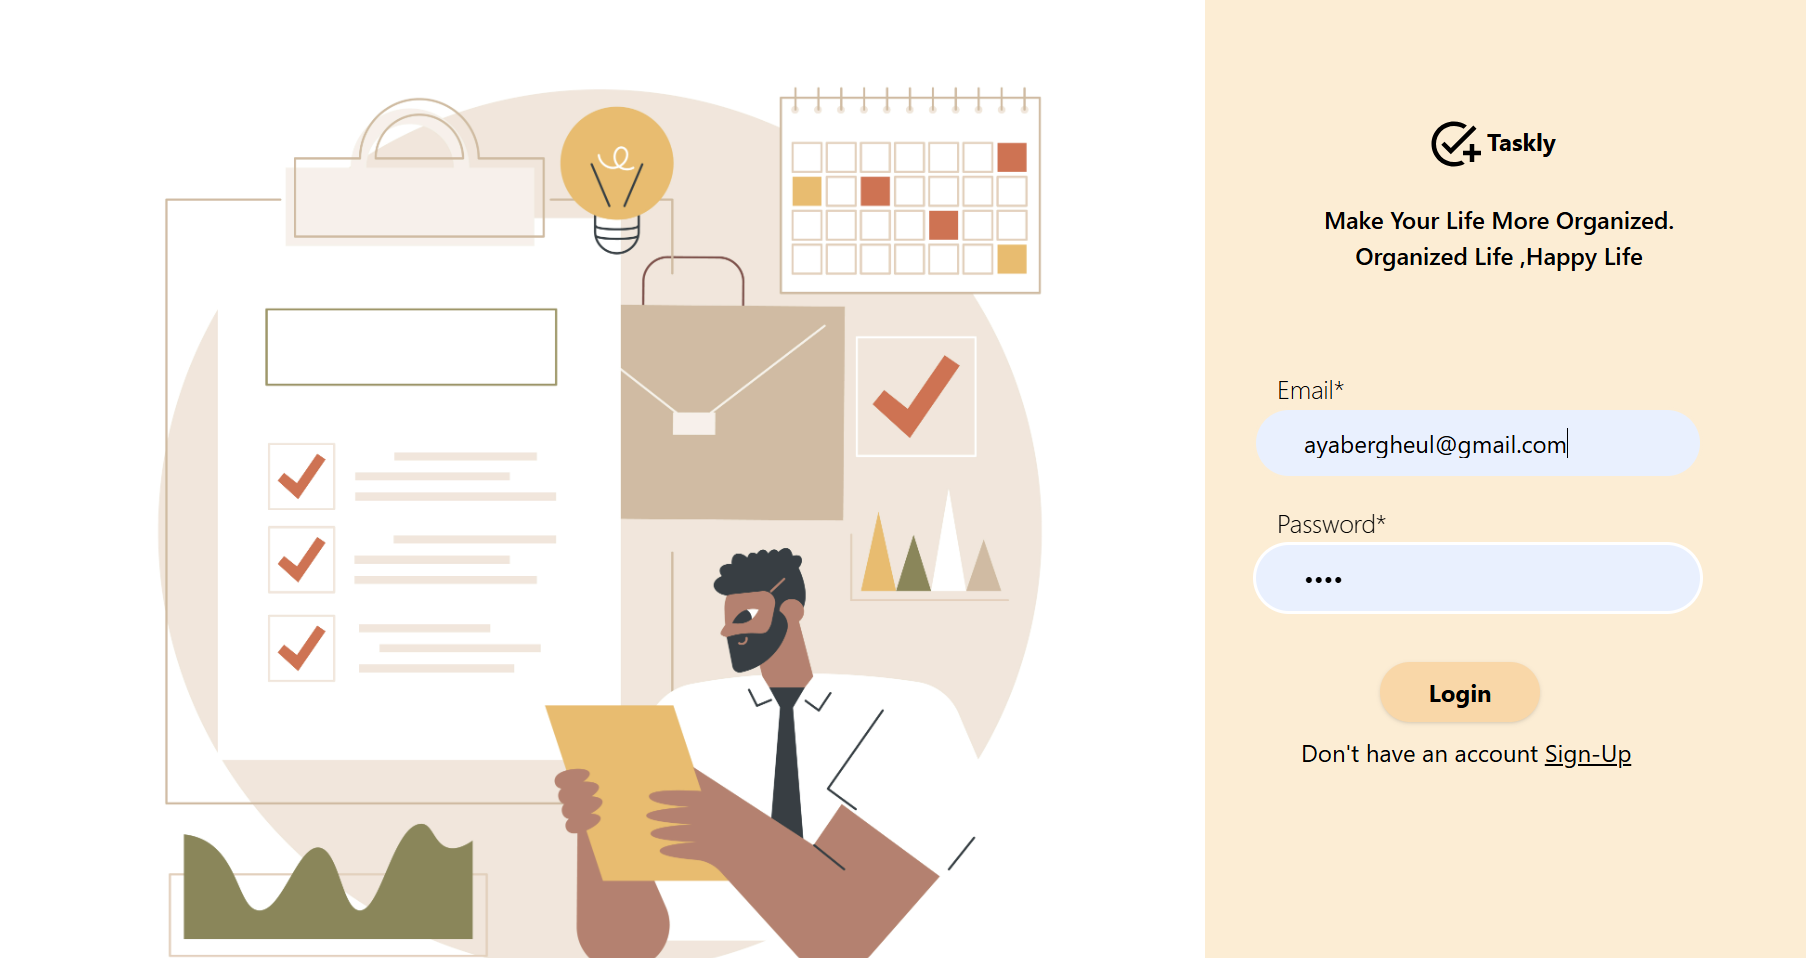 Taskly
Make Your Life More Organized.
Organized Life ,Happy Life
Email*
ayabergheul@gmail.com
Password*
••••
Login
Don't have an account Sign-Up